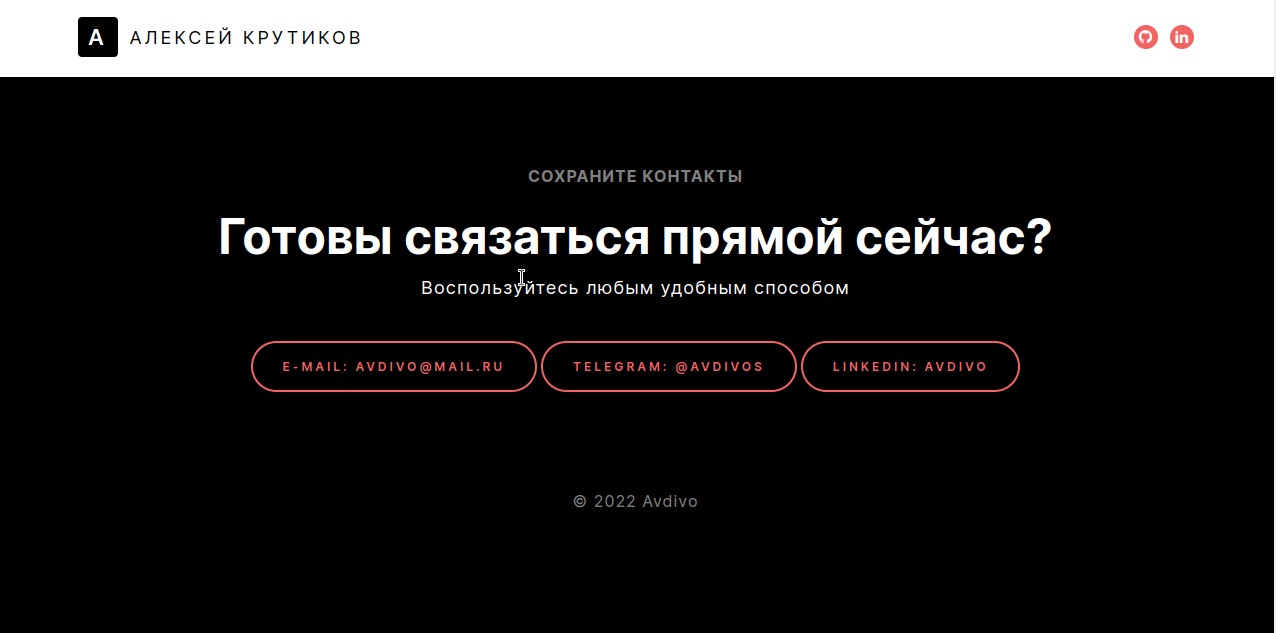 A АЛЕКСЕЙ КРУТИКОВ in
СОХРАНИТЕ КОНТАКТЫ
Готовы связаться прямой сейчас?
Воспользуйтесь любым удобным способом
E-MAIL: AVDIVO@MAIL.RU TELEGRAM: @AVDIVOS LINKEDIN: AVDIVO
© 2022 Avdivo